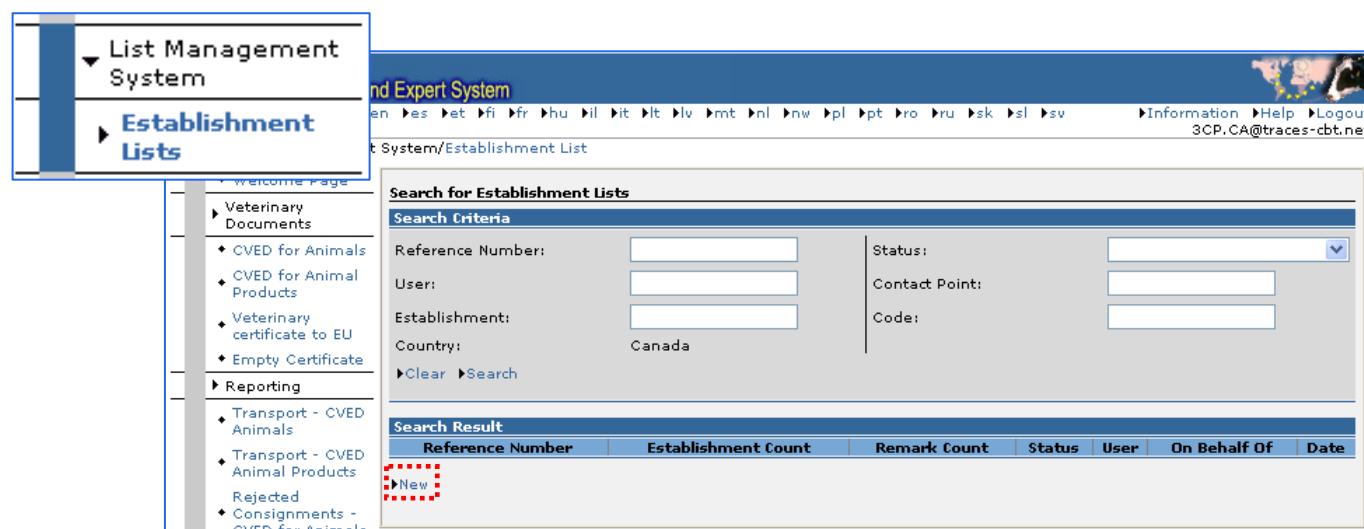 List Management
System
Establishment
Lists
nd Expert System
en es et fi fr hu il it lt lv mt nl nw pl pt ro ru sk sl sv
Information Help Logou
3CP.CA@traces-cbt.ne
t System/Establishment List
Welcome Page
Veterinary
Documents
CVED for Animals
CVED for Animal
Products
Veterinary
certificate to EU
Empty Certificate
Reporting
Transport - CVED
Animals
Transport - CVED
Animal Products
Rejected
Consignments -
CVED for Animals
Search for Establishment Lists
Search Criteria
Reference Number:
Status:
User:
Contact Point:
Establishment:
Code:
Country: Canada
Clear Search
Search Result
Reference Number Establishment Count Remark Count Status User On Behalf Of Date
New